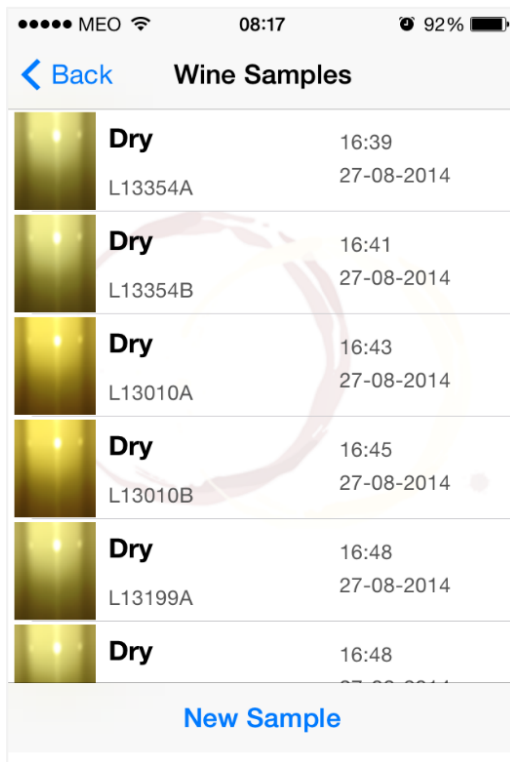 MEO 08:17 92%
Back Wine Samples
Dry 16:39
L13354A 27-08-2014
Dry 16:41
L13354B 27-08-2014
Dry 16:43
L13010A 27-08-2014
Dry 16:45
L13010B 27-08-2014
Dry 16:48
L13199A 27-08-2014
Dry 16:48
New Sample